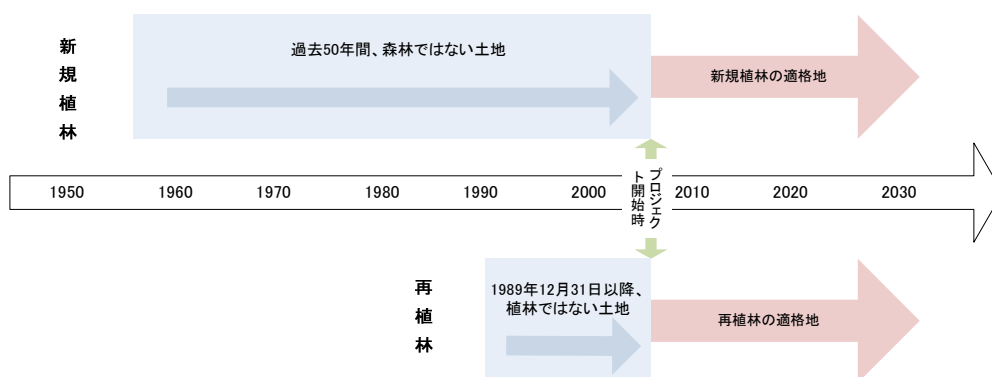 新規植林
過去50年間、森林ではない土地
新規植林の適格地
1950 1960 1970 1980 1990 2000 2010 2020 2030
プロジェクト開始時
再植林
1989年12月31日以降、
植林ではない土地
再植林の適格地